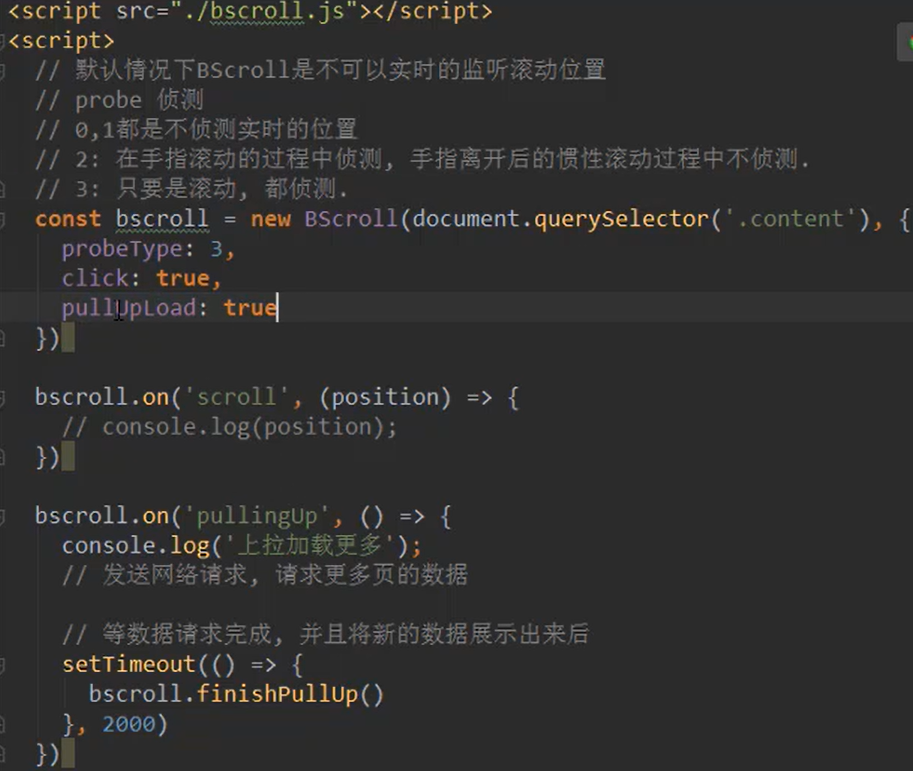 <script src="./bscroll.js"></script>
<script>
// 默认情况下BScroll是不可以实时的监听滚动位置
// probe 侦测
// 0,1都是不侦测实时的位置
// 2: 在手指滚动的过程中侦测, 手指离开后的惯性滚动过程中不侦测.
// 3: 只要是滚动, 都侦测.
const bscroll = new BScroll(document.querySelector('.content'), {
probeType: 3,
click: true,
pullUpLoad: true
})
bscroll.on('scroll', (position) => {
// console.log(position);
})
bscroll.on('pullingUp', () => {
console.log('上拉加载更多');
// 发送网络请求, 请求更多页的数据
// 等数据请求完成, 并且将新的数据展示出来后
setTimeout(() => {
bscroll.finishPullUp()
}, 2000)
})